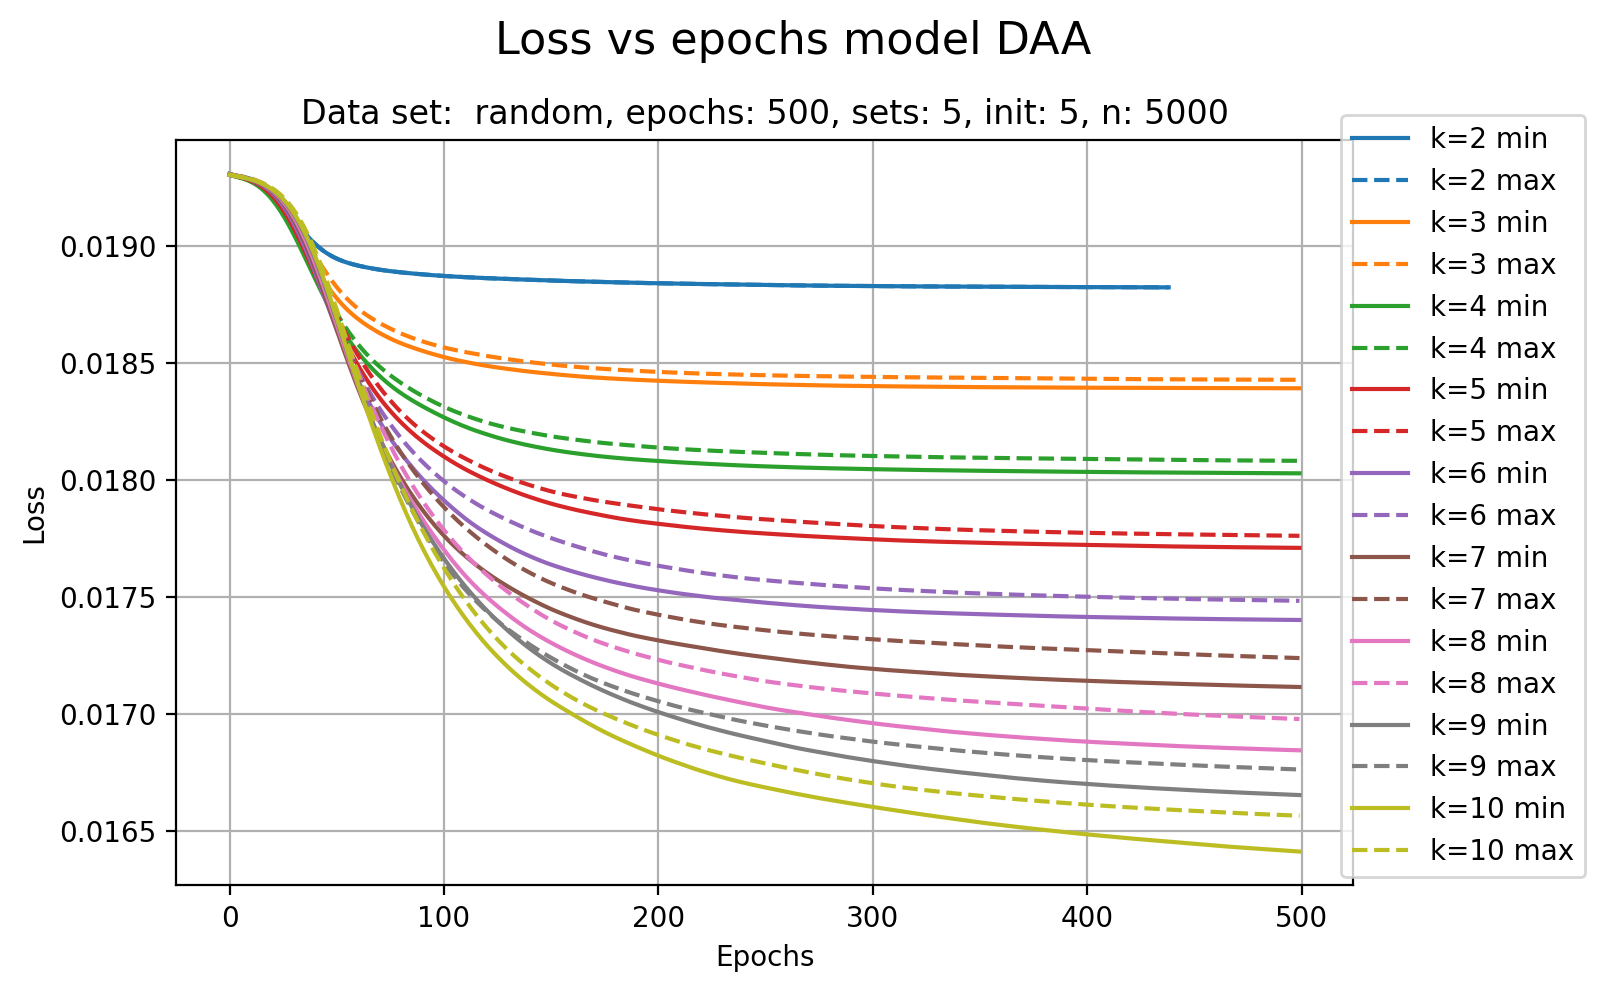 Loss vs epochs model DAA
Data set:  random, epochs: 500, sets: 5, init: 5, n: 5000
k=2 min
k=2 max
k=3 min
k=3 max
k=4 min
k=4 max
k=5 min
k=5 max
k=6 min
k=6 max
k=7 min
k=7 max
k=8 min
k=8 max
k=9 min
k=9 max
k=10 min
k=10 max
Loss
0.0190
0.0185
0.0180
0.0175
0.0170
0.0165
0 100 200 300 400 500
Epochs